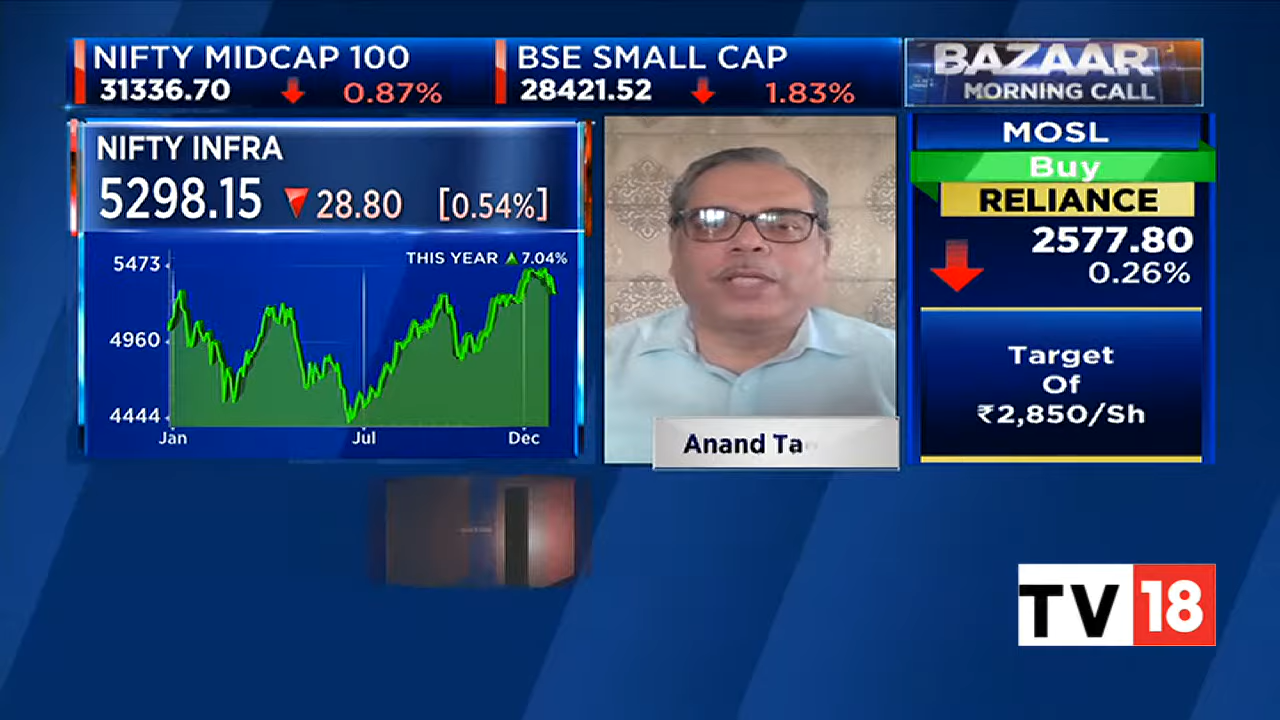 NIFTY MIDCAP 100
31336.70 0.87%
BSE SMALL CAP
28421.52 1.83%
BAZAAR
MORNING CALL
NIFTY INFRA
5298.15 28.80 [0.54%]
THIS YEAR 7.04%
5473
4960
4444
Jan Jul Dec
Anand Ta
MOSL
Buy
RELIANCE
2577.80
0.26%
Target
Of
₹2,850/Sh
TV18